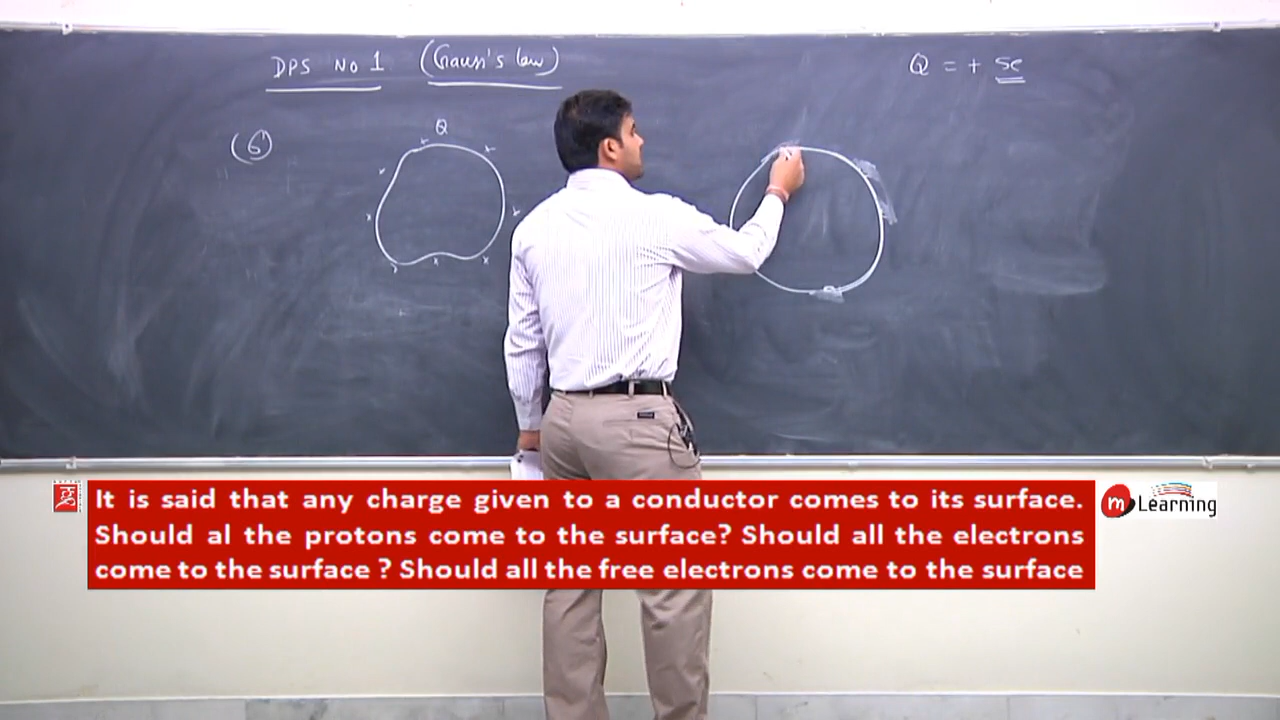 DPS No 1 (Gauss's law)
Q = + 5e
(6)
Q
It is said that any charge given to a conductor comes to its surface.
Should al the protons come to the surface? Should all the electrons
come to the surface ? Should all the free electrons come to the surface
m Learning